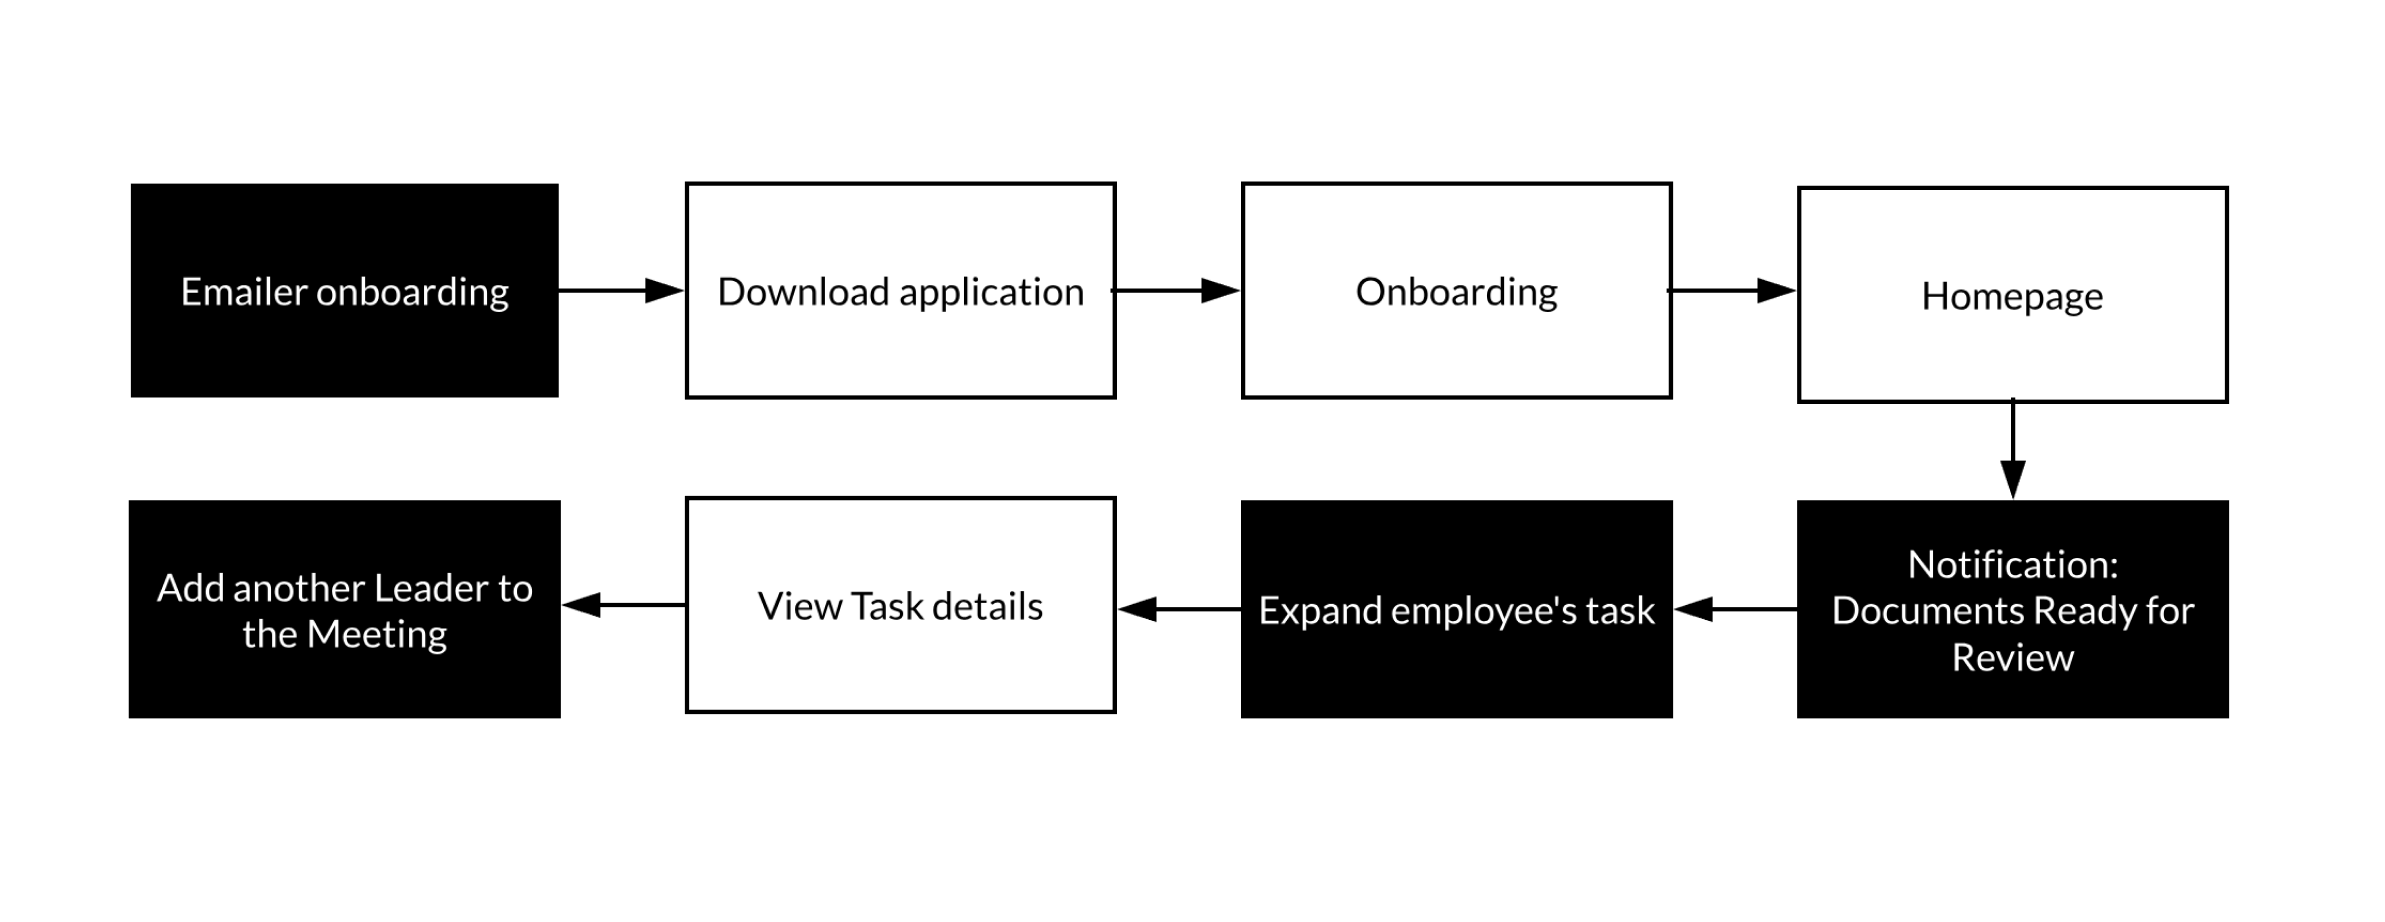 Emailer onboarding
Download application
Onboarding
Homepage
Add another Leader to
the Meeting
View Task details
Expand employee's task
Notification:
Documents Ready for
Review